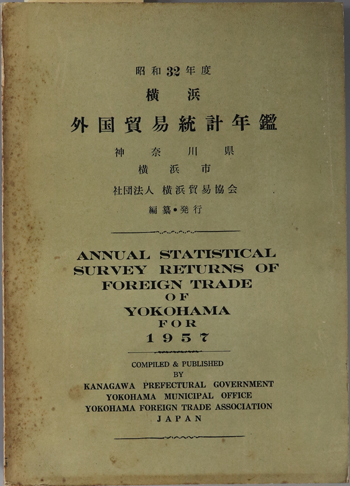 昭和32年度
横浜
外国貿易統計年鑑
神奈川県
横浜市
社団法人 横浜貿易協会
編纂・発行
ANNUAL STATISTICAL
SURVEY RETURNS OF
FOREIGN TRADE
OF
YOKOHAMA
FOR
1957
COMPILED & PUBLISHED
BY
KANAGAWA PREFECTURAL GOVERNMENT
YOKOHAMA MUNICIPAL OFFICE
YOKOHAMA FOREIGN TRADE ASSOCIATION
JAPAN